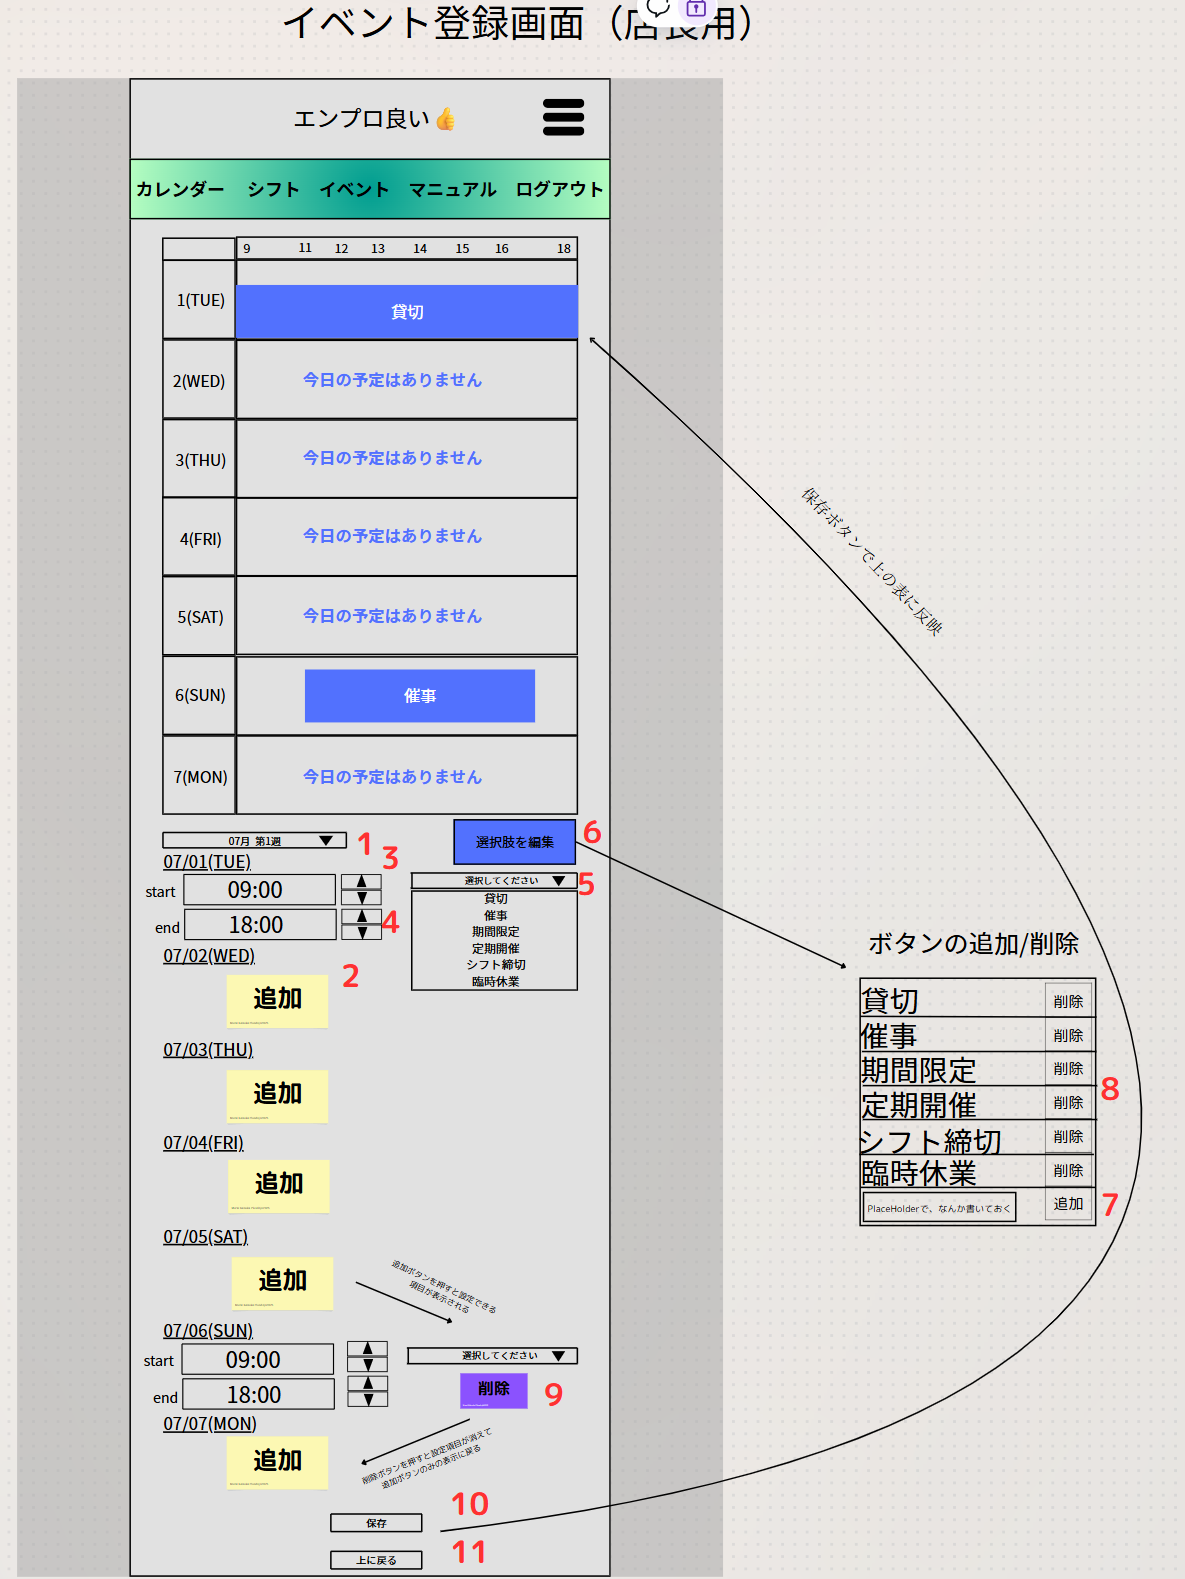 イベント登録画面（店長用）
エンプロ良い👍
カレンダー シフト イベント マニュアル ログアウト
9 11 12 13 14 15 16 18
1(TUE) 貸切
2(WED) 今日の予定はありません
3(THU) 今日の予定はありません
4(FRI) 今日の予定はありません
5(SAT) 今日の予定はありません
6(SUN) 催事
7(MON) 今日の予定はありません
保存ボタンで上の表に反映
07月 第1週 1
選択肢を編集 6
07/01(TUE) 3
start 09:00
end 18:00 4
選択してください 5
貸切
催事
期間限定
定期開催
シフト締切
臨時休業
07/02(WED) 2
追加
07/03(THU)
追加
07/04(FRI)
追加
07/05(SAT)
追加
追加ボタンを押すと設定できる
項目が表示される
07/06(SUN)
start 09:00
end 18:00
選択してください
削除 9
07/07(MON)
追加
削除ボタンを押すと設定項目が消えて
追加ボタンのみの表示に戻る
保存 10
上に戻る 11
ボタンの追加/削除
貸切 削除
催事 削除
期間限定 削除
8
定期開催 削除
シフト締切 削除
臨時休業 削除
PlaceHolderで、なんか書いておく 追加 7